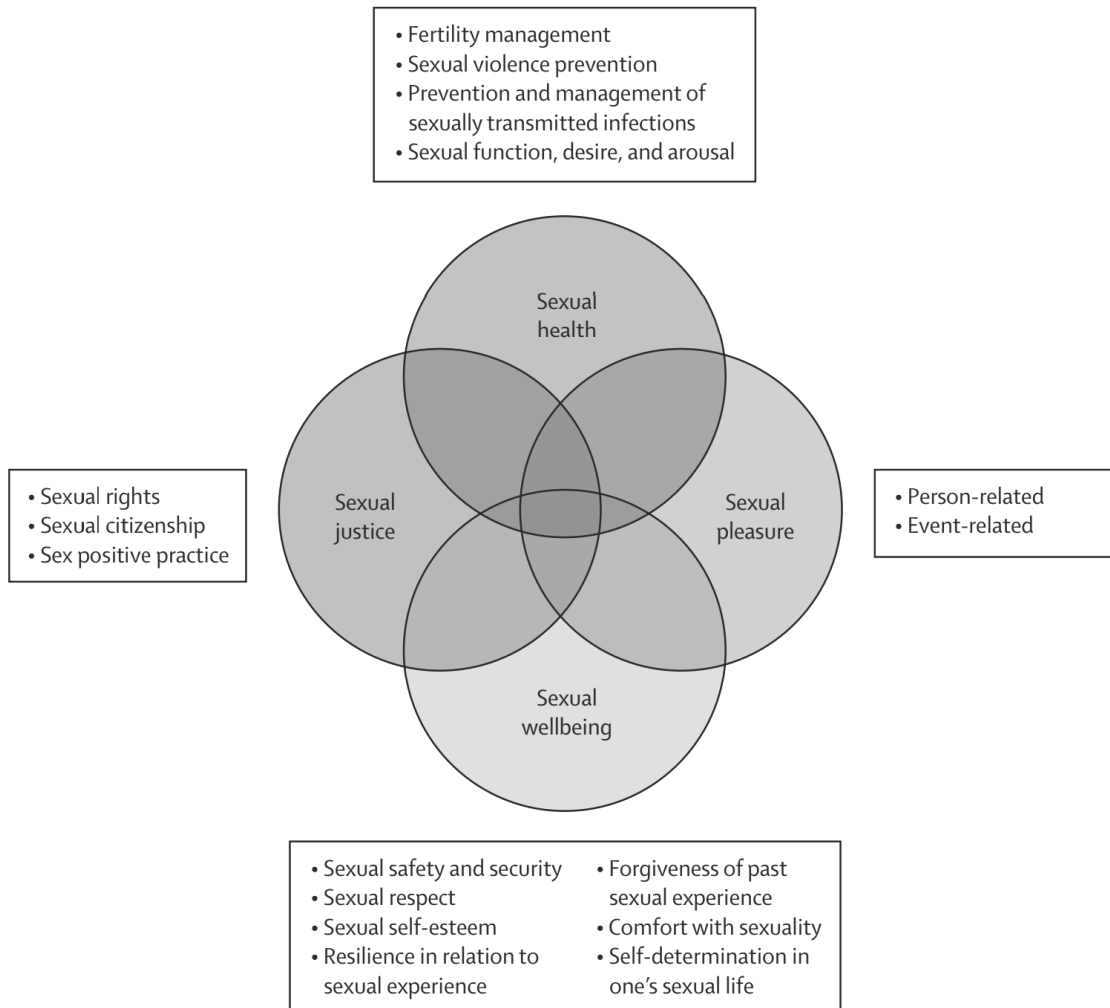 • Fertility management
• Sexual violence prevention
• Prevention and management of
sexually transmitted infections
• Sexual function, desire, and arousal
Sexual
health
• Sexual rights
• Sexual citizenship
• Sex positive practice
Sexual
justice
Sexual
pleasure
• Person-related
• Event-related
Sexual
wellbeing
• Sexual safety and security
• Sexual respect
• Sexual self-esteem
• Resilience in relation to
sexual experience
• Forgiveness of past
sexual experience
• Comfort with sexuality
• Self-determination in
one’s sexual life